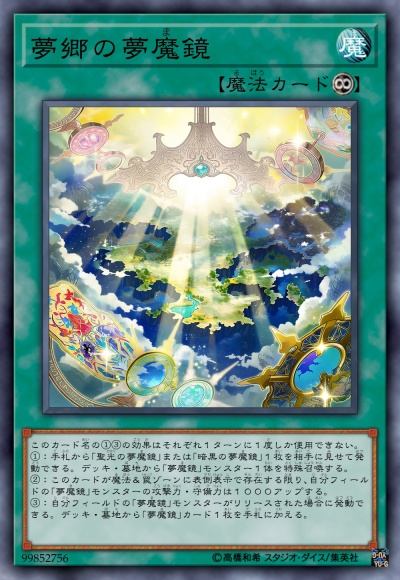 夢郷の夢魔鏡
【魔法カード】
魔
このカード名の①③の効果はそれぞれ1ターンに1度しか使用できない。
①：手札から「聖光の夢魔鏡」または「暗黒の夢魔鏡」1枚を相手に見せて発
動できる。デッキ・墓地から「夢魔鏡」モンスター1体を特殊召喚する。
②：このカードが魔法＆罠ゾーンに表側表示で存在する限り、自分フィール
ドの「夢魔鏡」モンスターの攻撃力・守備力は1000アップする。
③：自分フィールドの「夢魔鏡」モンスターがリリースされた場合に発動で
きる。デッキ・墓地から「夢魔鏡」カード1枚を手札に加える。
99852756
©高橋和希 スタジオ・ダイス/集英社